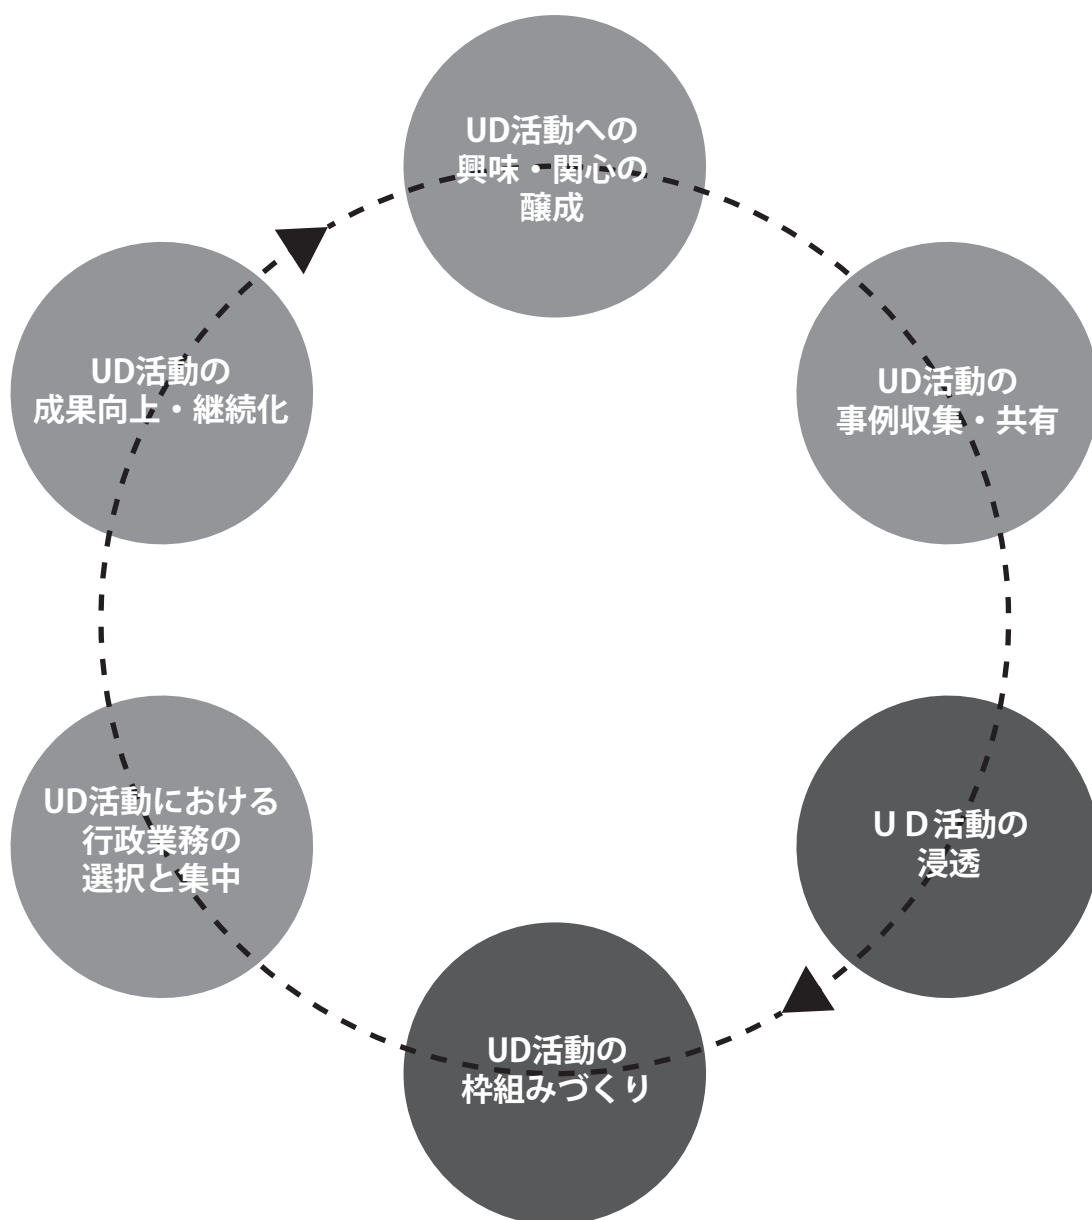 UD活動への
興味・関心の
醸成
UD活動の
事例収集・共有
ＵＤ活動の
浸透
UD活動の
枠組みづくり
UD活動における
行政業務の
選択と集中
UD活動の
成果向上・継続化